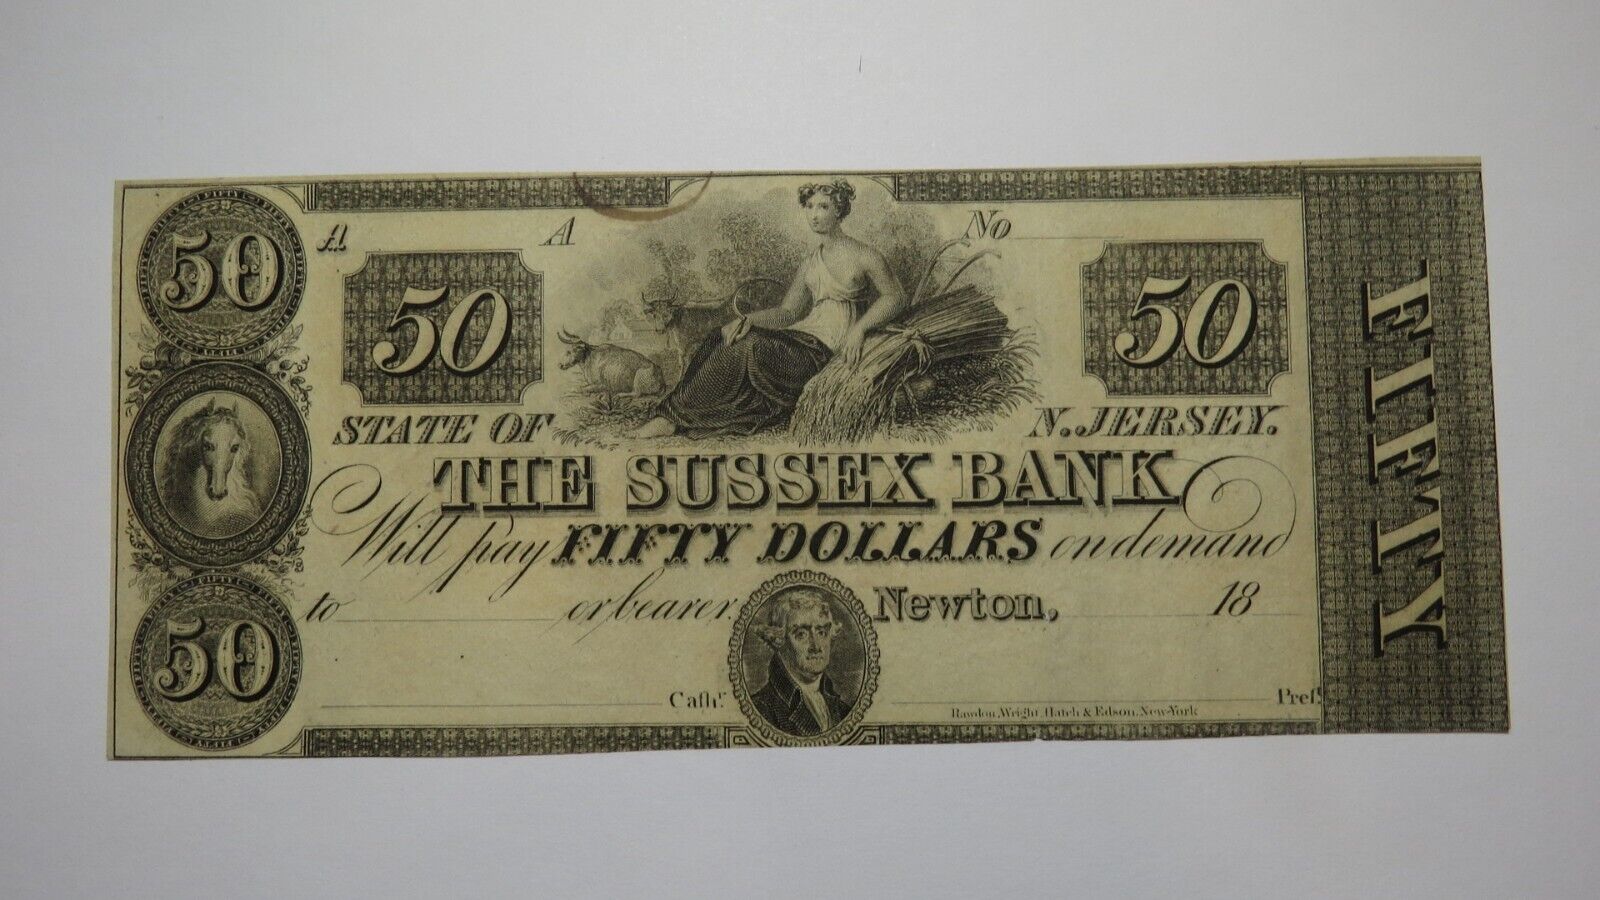 A A No
50 50 50
STATE OF N. JERSEY.
THE SUSSEX BANK
Will pay FIFTY DOLLARS on demand
to or bearer. Newton, 18
50
Cashr. Prest.
Rawdon, Wright, Hatch & Edson, New-York
FIFTY